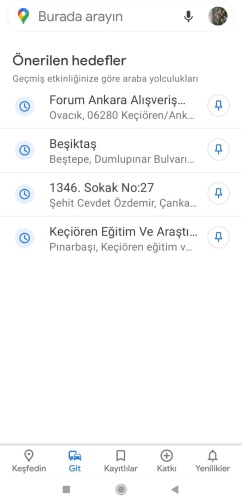 Burada arayın
Önerilen hedefler
Geçmiş etkinliğinize göre araba yolculukları
Forum Ankara Alışveriş...
Ovacık, 06280 Keçiören/Ank...
Beşiktaş
Beştepe, Dumlupınar Bulvarı...
1346. Sokak No:27
Şehit Cevdet Özdemir, Çanka...
Keçiören Eğitim Ve Araştı...
Pınarbaşı, Keçiören eğitim v...
Keşfedin Git Kayıtlılar Katkı Yenilikler